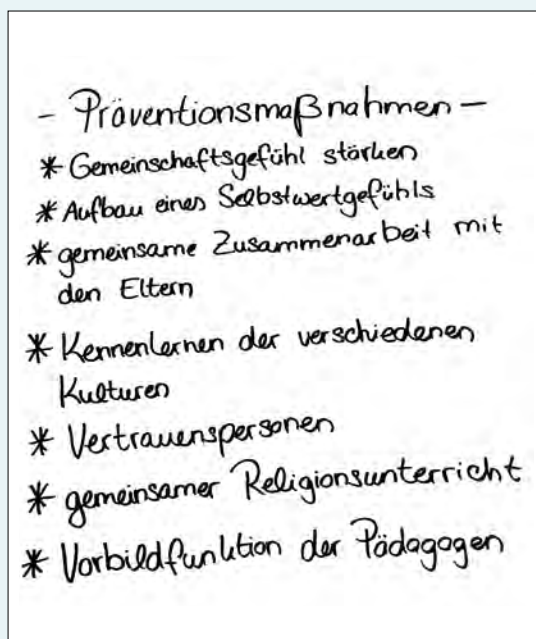 - Präventionsmaßnahmen -
* Gemeinschaftsgefühl stärken
* Aufbau eines Selbstwertgefühls
* gemeinsame Zusammenarbeit mit
den Eltern
* Kennenlernen der verschiedenen
Kulturen
* Vertrauenspersonen
* gemeinsamer Religionsunterricht
* Vorbildfunktion der Pädagogen